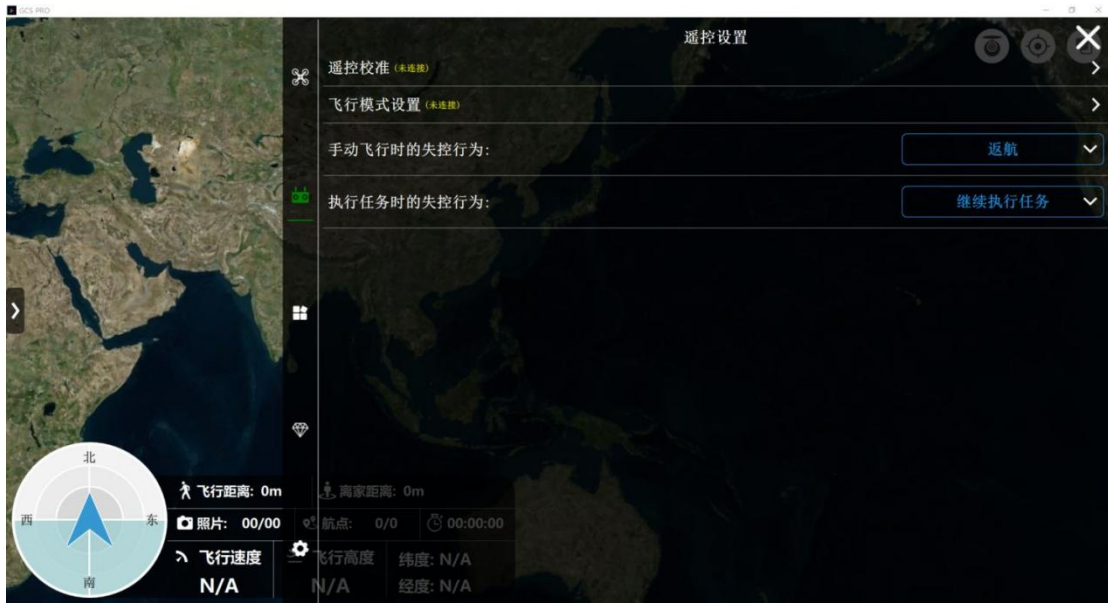 GCS PRO
遥控设置
遥控校准 (未连接)
飞行模式设置 (未连接)
手动飞行时的失控行为:
返航
执行任务时的失控行为:
继续执行任务
北
西
东
南
飞行距离: 0m
离家距离: 0m
照片: 00/00
航点: 0/0
00:00:00
飞行速度
飞行高度
纬度: N/A
N/A
N/A
经度: N/A